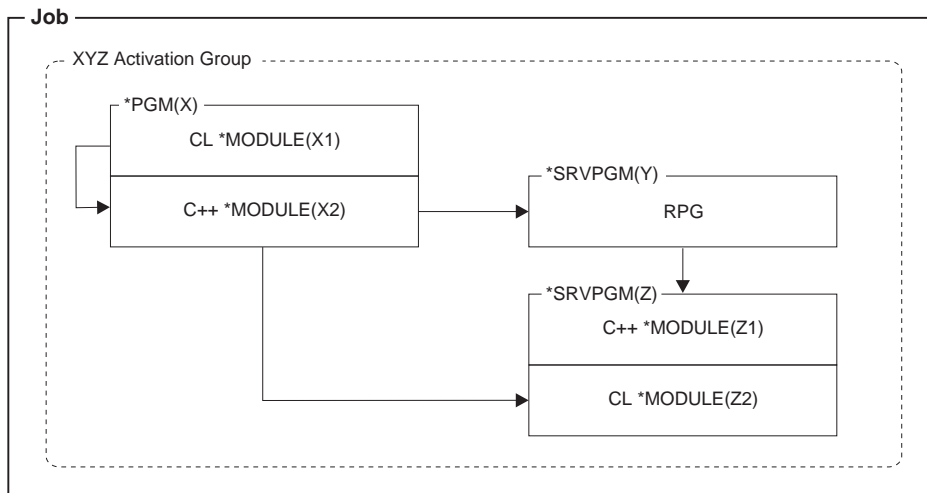 Job
XYZ Activation Group
*PGM(X)
CL *MODULE(X1)
C++ *MODULE(X2)
*SRVPGM(Y)
RPG
*SRVPGM(Z)
C++ *MODULE(Z1)
CL *MODULE(Z2)